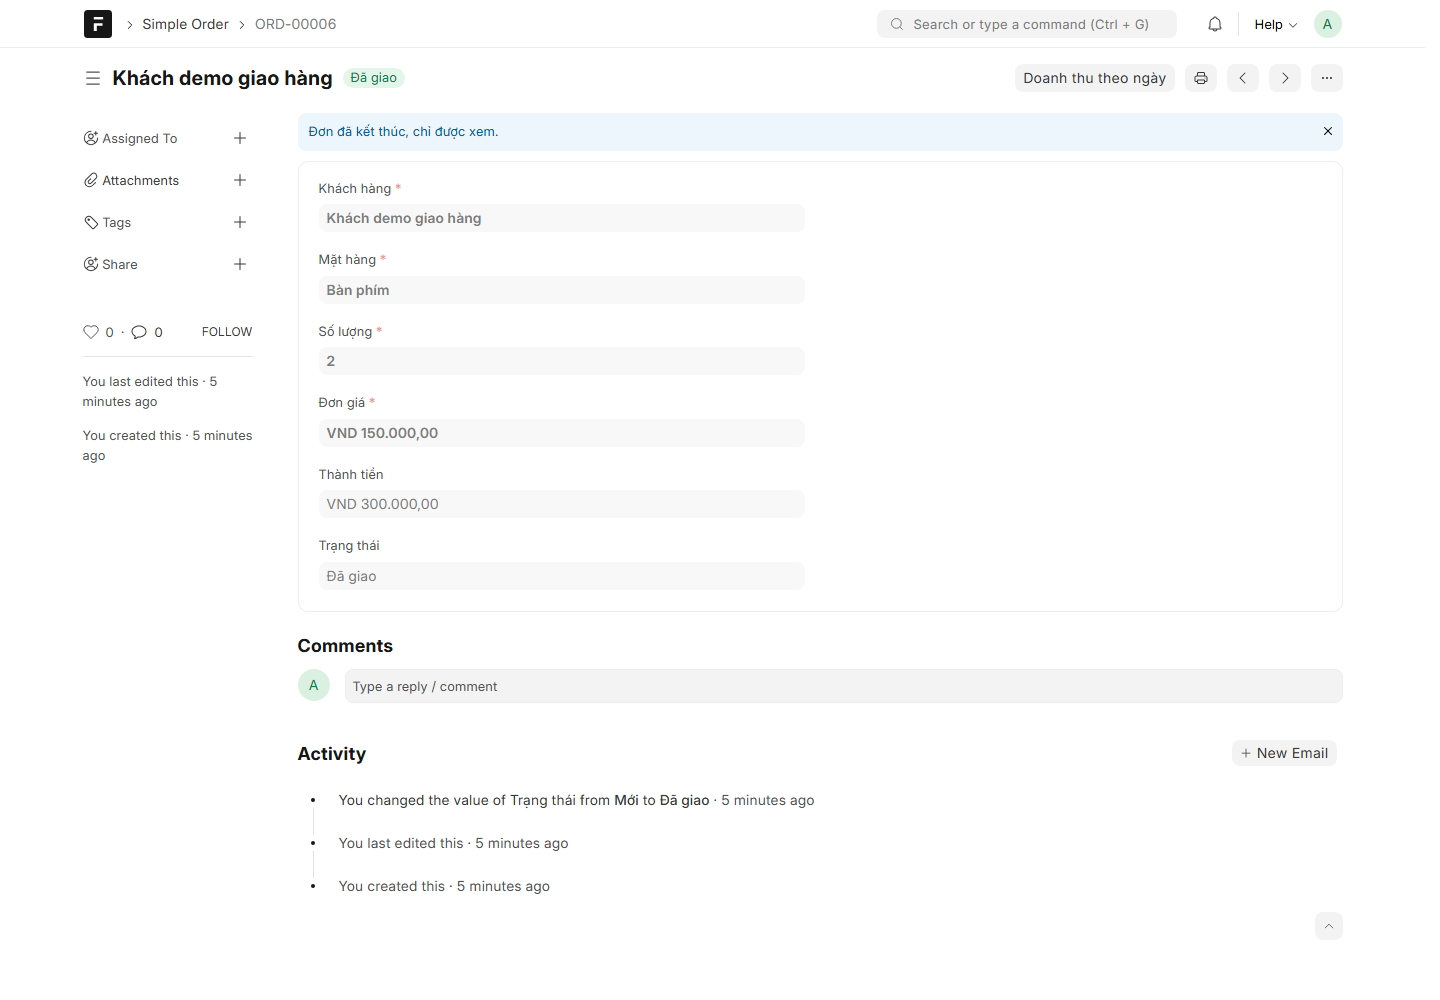 Simple Order
ORD-00006
Search or type a command (Ctrl + G)
Help
A
Khách demo giao hàng
Đã giao
Doanh thu theo ngày
Assigned To
Attachments
Tags
Share
0 · 0
FOLLOW
You last edited this · 5
minutes ago
You created this · 5 minutes
ago
Đơn đã kết thúc, chỉ được xem.
Khách hàng *
Khách demo giao hàng
Mặt hàng *
Bàn phím
Số lượng *
2
Đơn giá *
VND 150.000,00
Thành tiền
VND 300.000,00
Trạng thái
Đã giao
Comments
A
Type a reply / comment
Activity
New Email
You changed the value of Trạng thái from Mới to Đã giao · 5 minutes ago
You last edited this · 5 minutes ago
You created this · 5 minutes ago